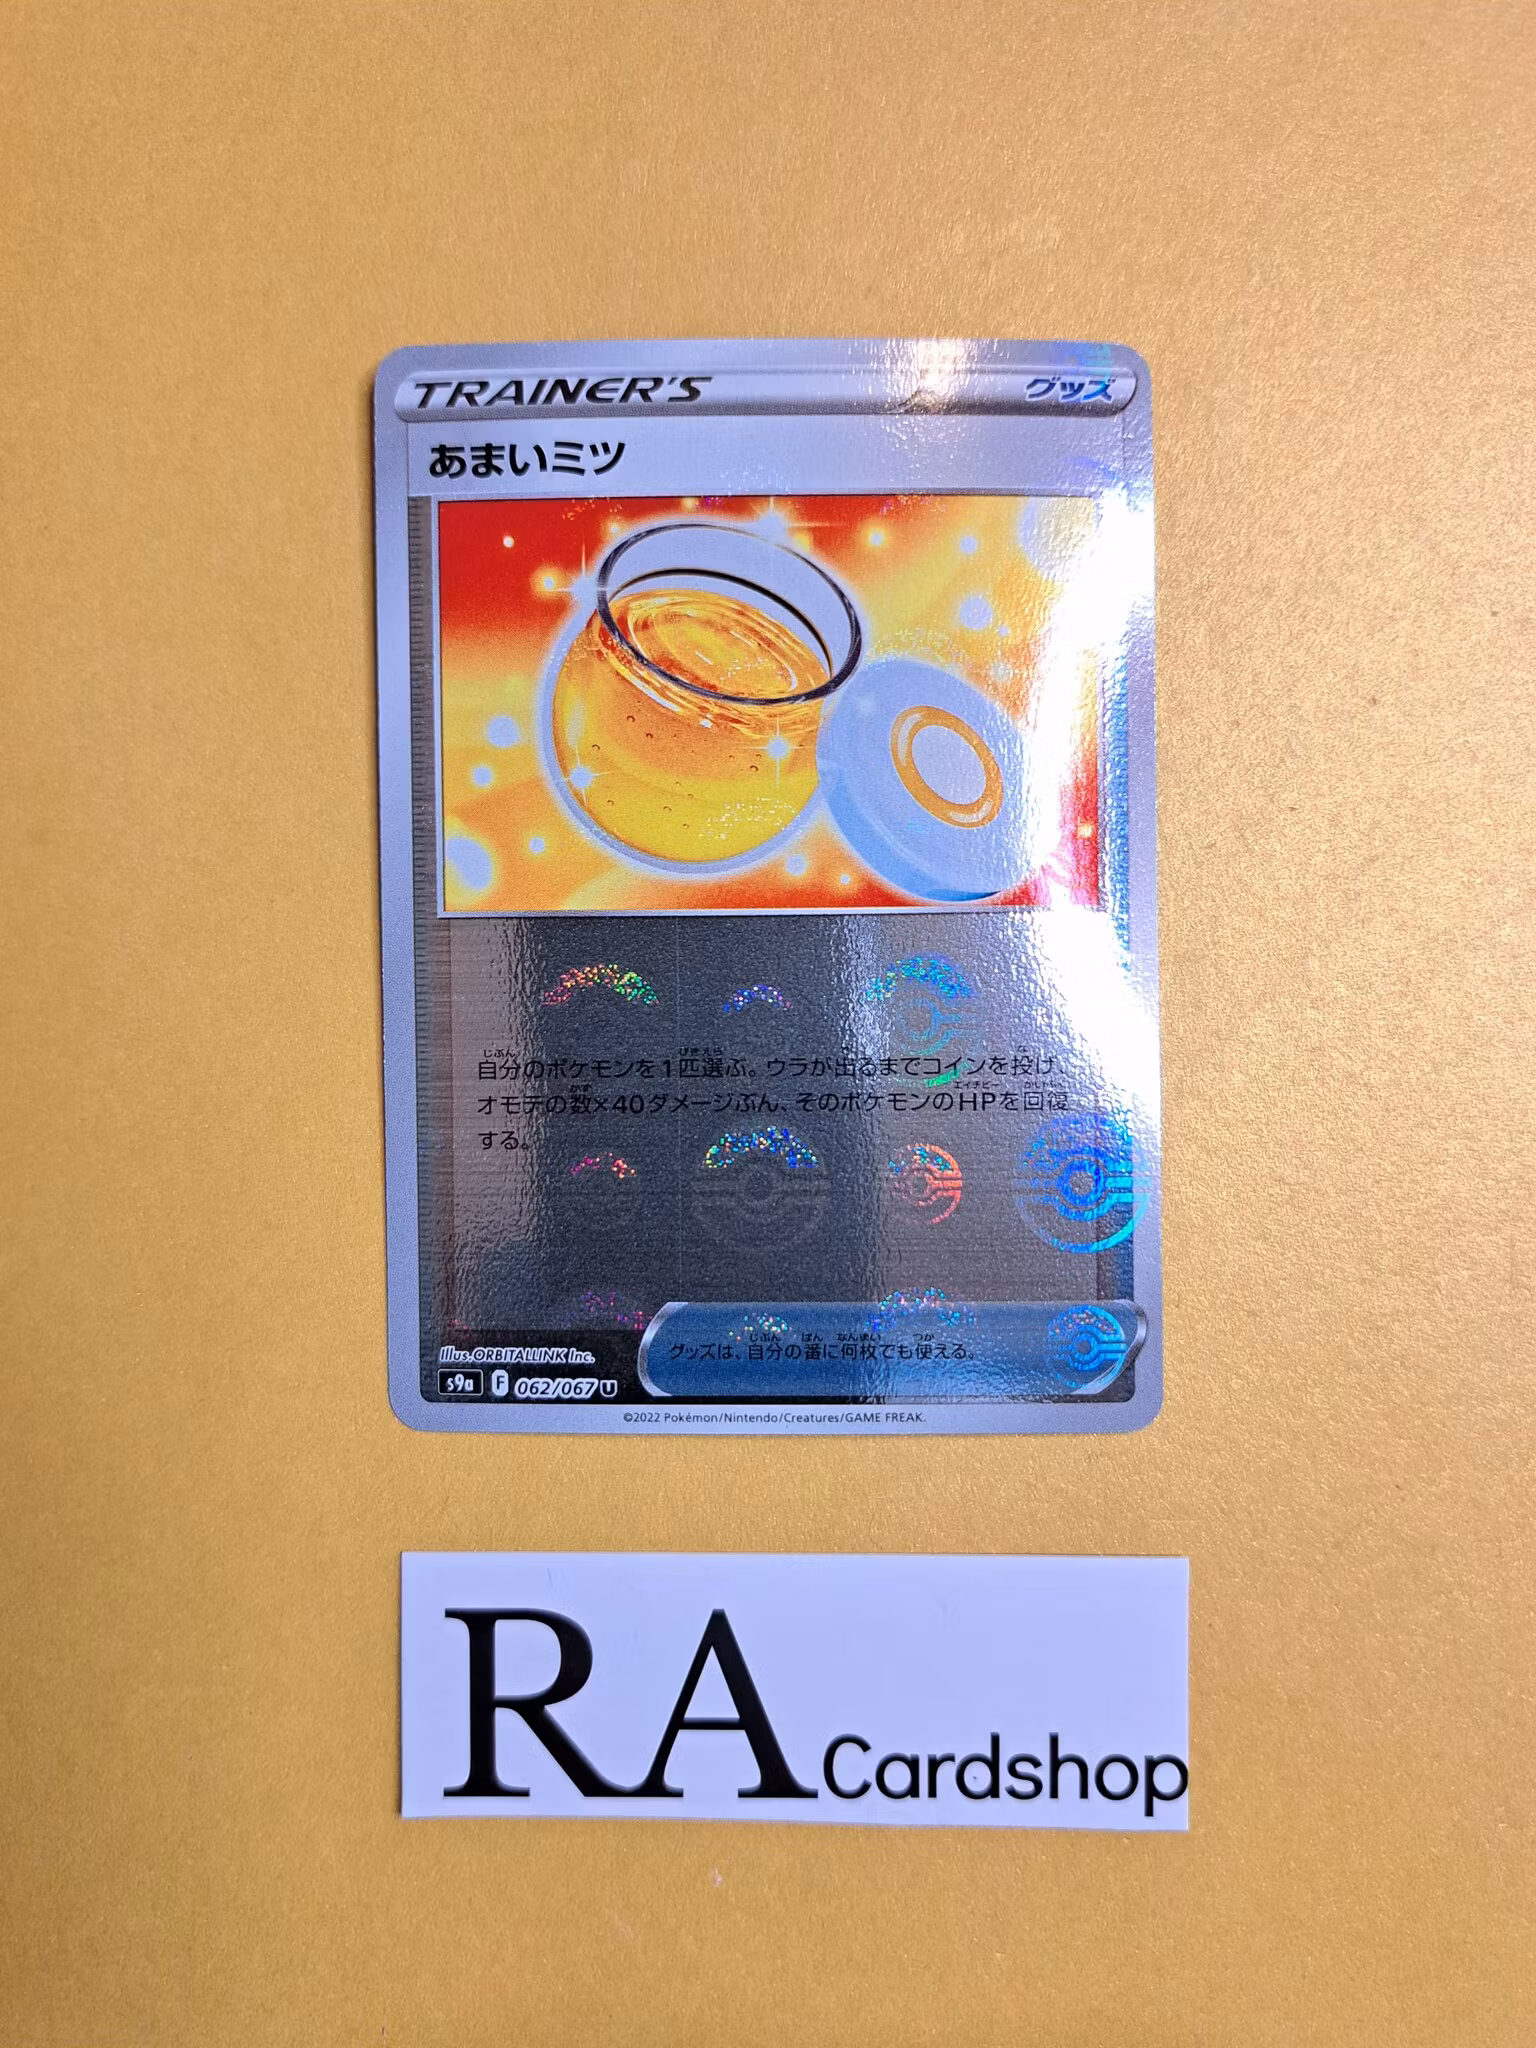 TRAINER'S グッズ
あまいミツ
自分のポケモンを1匹選ぶ。ウラが出るまでコインを投げ、
オモテの数×40ダメージぶん、そのポケモンのHPを回復
する。
グッズは、自分の番に何枚でも使える。
Illus.ORBITALLINK Inc.
s9a F 062/067 U
©2022 Pokémon/Nintendo/Creatures/GAME FREAK.
RA Cardshop